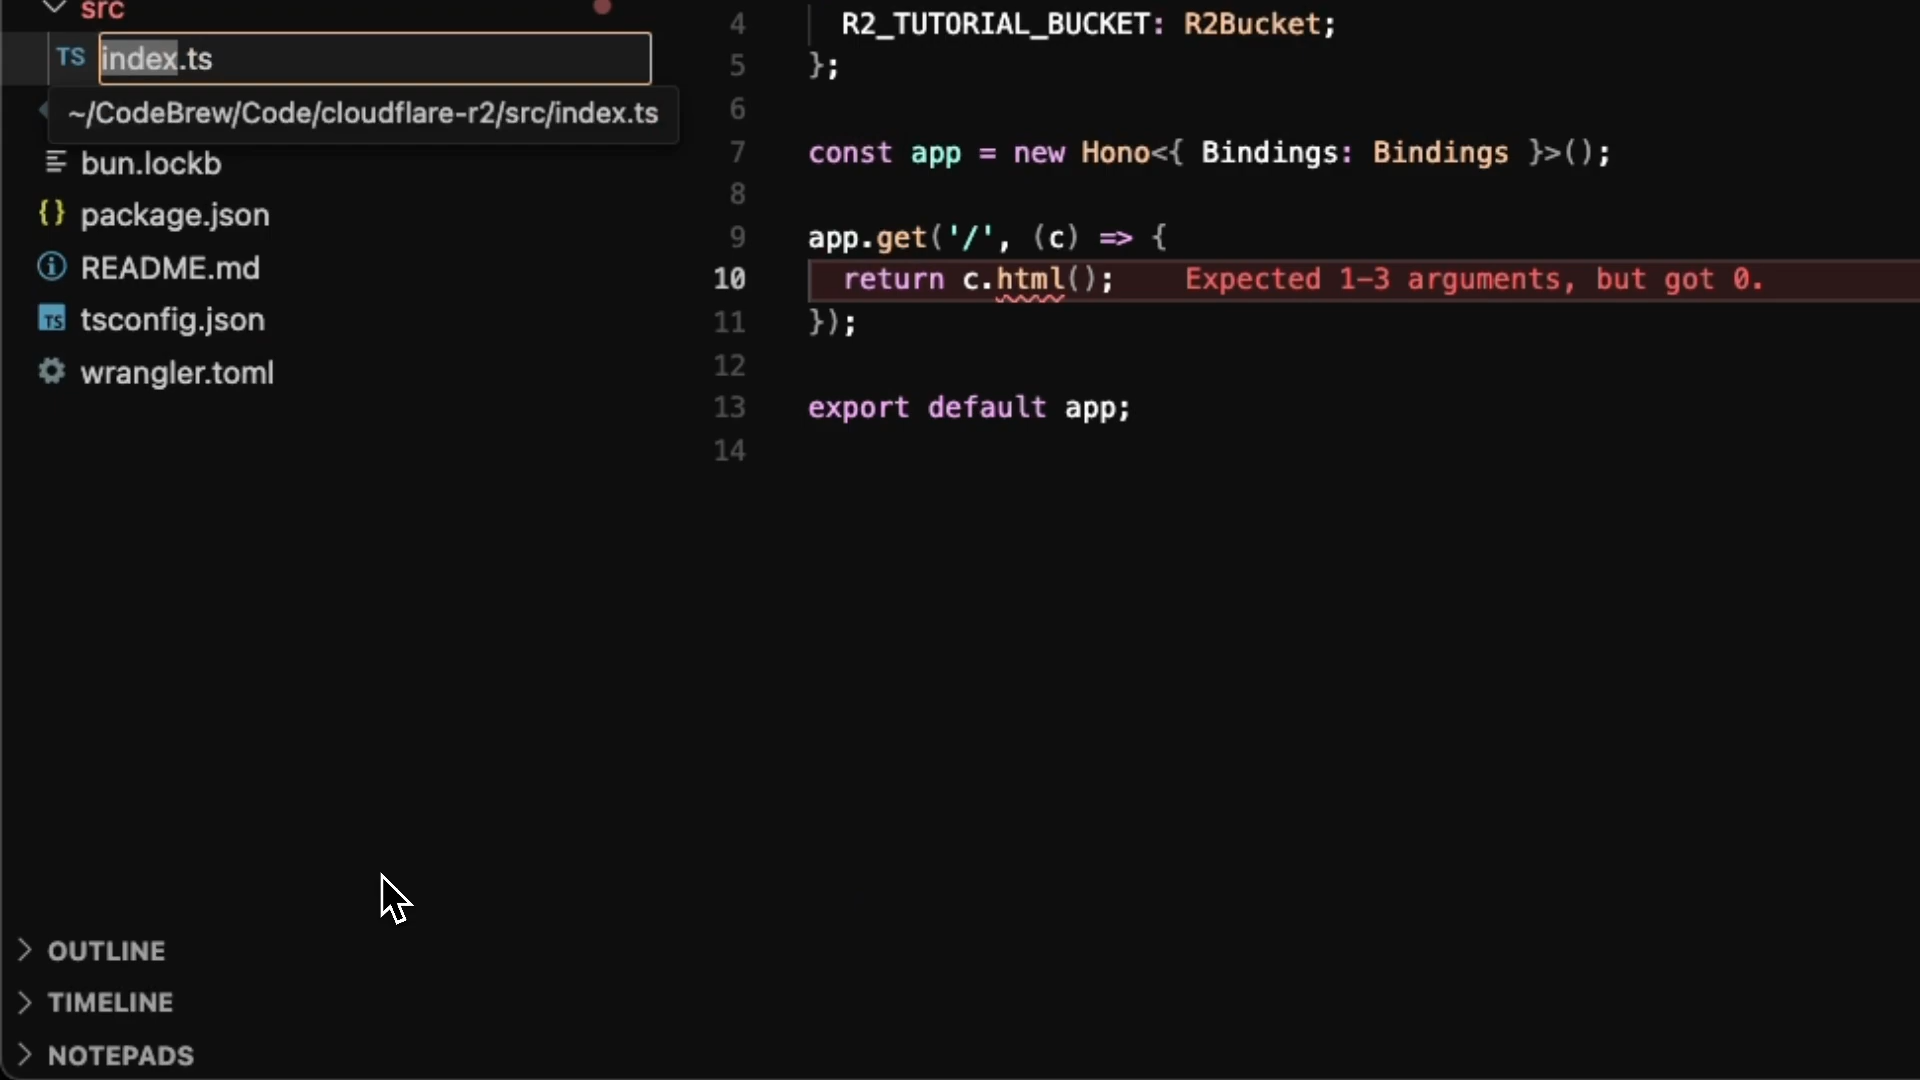 src
TS index.ts
~/CodeBrew/Code/cloudflare-r2/src/index.ts
bun.lockb
{} package.json
README.md
TS tsconfig.json
wrangler.toml
OUTLINE
TIMELINE
NOTEPADS
4 R2_TUTORIAL_BUCKET: R2Bucket;
5 };
6
7 const app = new Hono<{ Bindings: Bindings }>();
8
9 app.get('/', (c) => {
10 return c.html(); Expected 1-3 arguments, but got 0.
11 });
12
13 export default app;
14